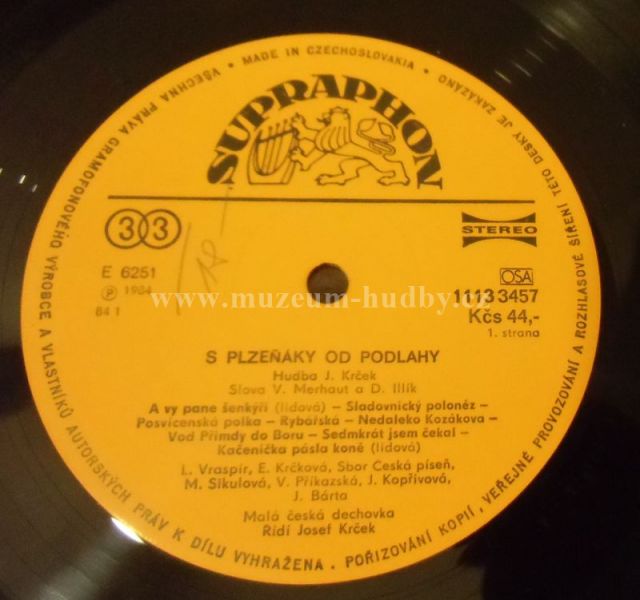 VŠECHNA PRÁVA GRAMOFONOVÉHO VÝROBCE A VLASTNÍKŮ AUTORSKÝCH PRÁV K DÍLU VYHRAŽENA · POŘIZOVÁNÍ KOPIÍ, VEŘEJNÉ PROVOZOVÁNÍ A ROZHLASOVÉ ŠÍŘENÍ TÉTO DESKY JE ZAKÁZÁNO · MADE IN CZECHOSLOVAKIA ·
SUPRAPHON
33
STEREO
18
E 6251
OSA
℗ 1984
1113 3457
www.muzeum-hudby.cz
84 1
Kčs 44,-
1. strana
S PLZEŇÁKY OD PODLAHY
Hudba J. Krček
Slova V. Merhaut a D. Illík
A vy pane šenkýři (lidová) – Sladovnický poloněz –
Posvícenská polka – Rybářská – Nedaleko Kozákova –
Vod Přimdy do Boru – Sedmkrát jsem čekal –
Kačenička pásla koně (lidová)
L. Vraspír, E. Krčková, Sbor Česká píseň,
M. Sikulová, V. Příkazská, J. Kopřivová,
J. Bárta
Malá česká dechovka
Řídí Josef Krček